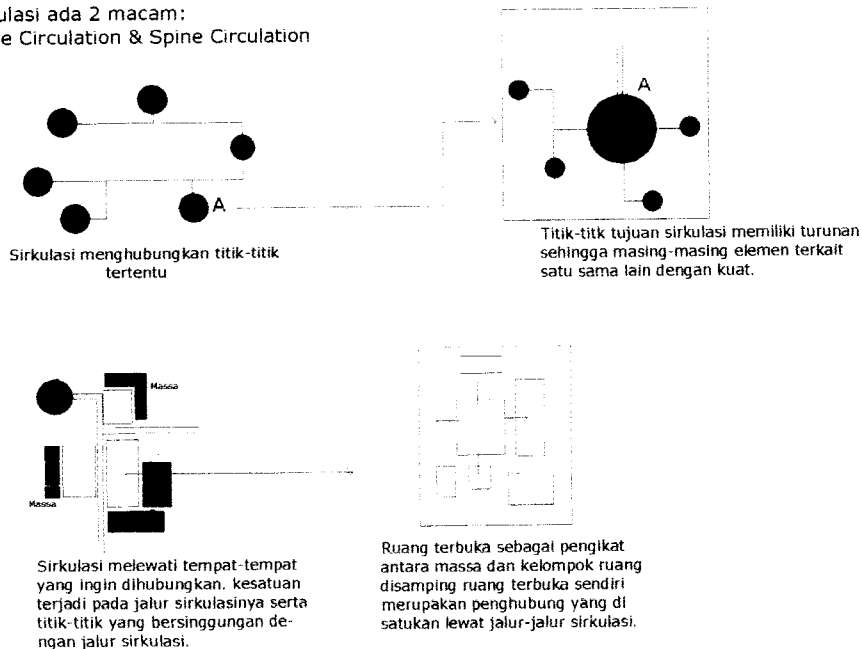 ulasi ada 2 macam:
e Circulation & Spine Circulation
A
A
Sirkulasi menghubungkan titik-titik
tertentu
Titik-titk tujuan sirkulasi memiliki turunan
sehingga masing-masing elemen terkait
satu sama lain dengan kuat.
Massa
Massa
Sirkulasi melewati tempat-tempat
yang ingin dihubungkan. kesatuan
terjadi pada jalur sirkulasinya serta
titik-titik yang bersinggungan de-
ngan jalur sirkulasi.
Ruang terbuka sebagai pengikat
antara massa dan kelompok ruang
disamping ruang terbuka sendiri
merupakan penghubung yang di
satukan lewat jalur-jalur sirkulasi.